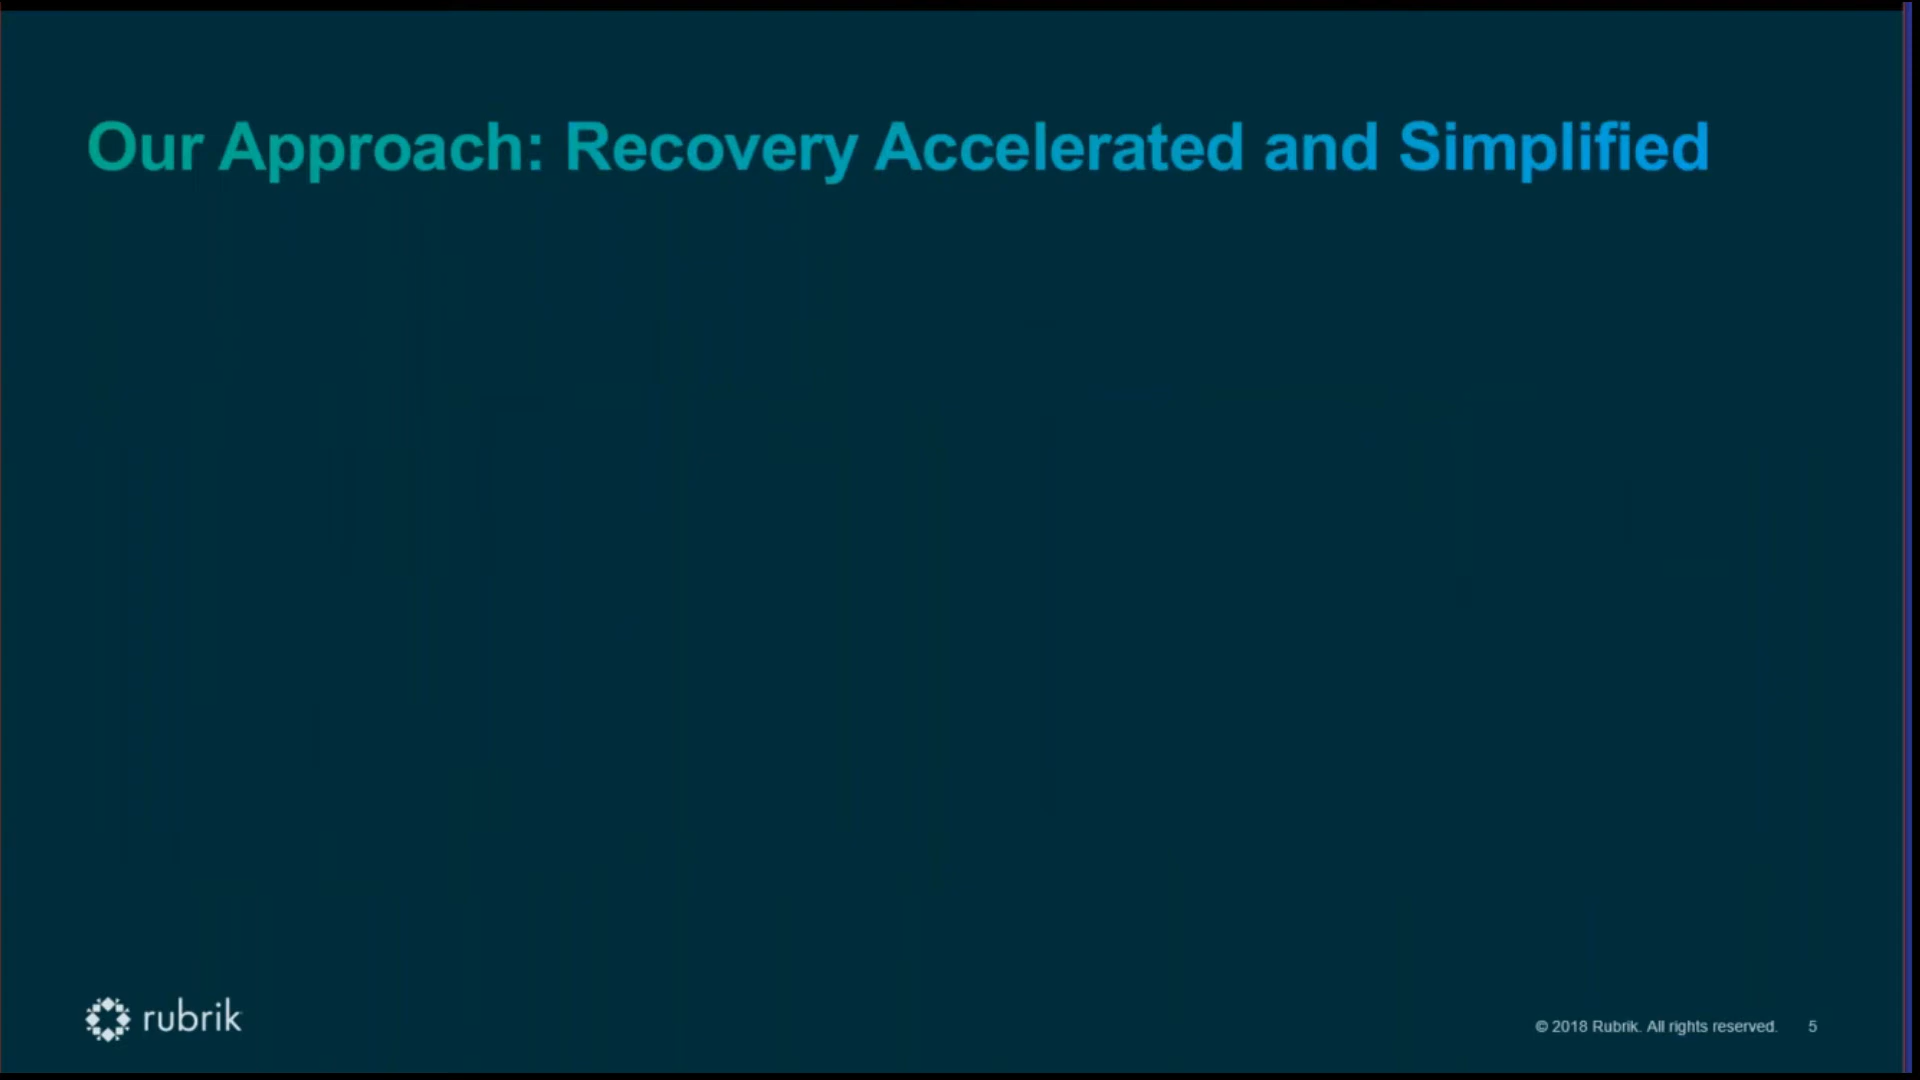 Our Approach: Recovery Accelerated and Simplified
rubrik
© 2018 Rubrik. All rights reserved. 5